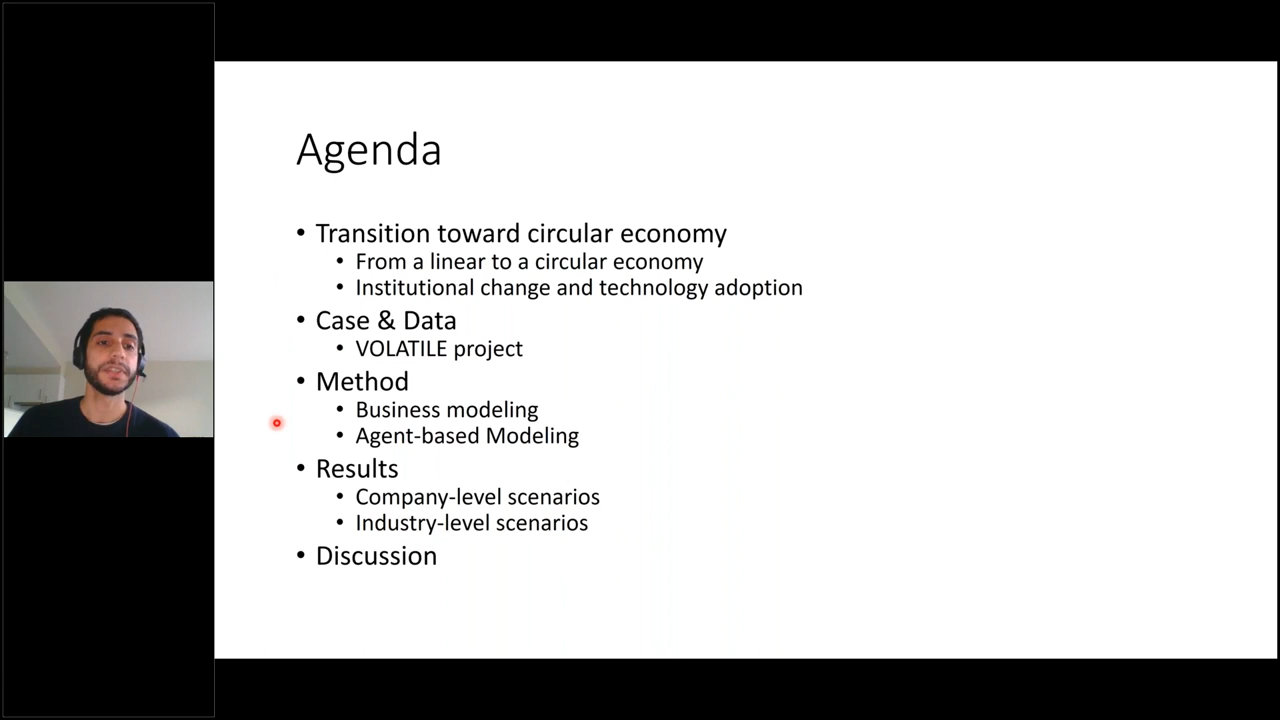 Agenda
• Transition toward circular economy
• From a linear to a circular economy
• Institutional change and technology adoption
• Case & Data
• VOLATILE project
• Method
• Business modeling
• Agent-based Modeling
• Results
• Company-level scenarios
• Industry-level scenarios
• Discussion